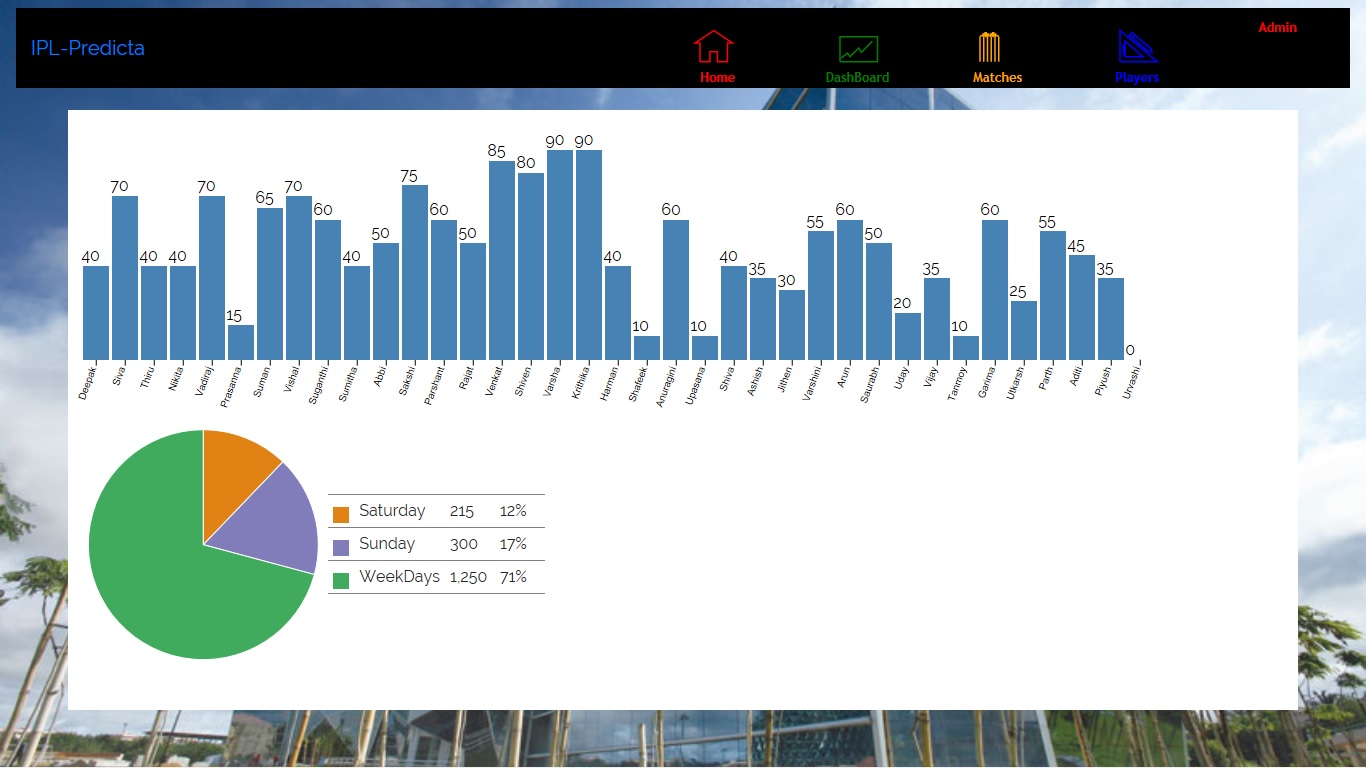 IPL-Predicta
Admin
Home DashBoard Matches Players
40 70 40 40 70 15 65 70 60 40 50 75 60 50 85 80 90 90 40 10 60 10 40 35 30 55 60 50 20 35 10 60 25 55 45 35 0
Deepak Siva Thiru Nikita Vadiraj Prasanna Suman Vishal Suganthi Sumitha Abbi Sakshi Parshant Rajat Venkat Shiven Varsha Krithika Harman Shafeek Anuragini Upasana Shiva Ashish Jithen Varshini Arun Saurabh Uday Vijay Tanmoy Garima Utkarsh Parth Aditi Piyush Urvashi
Saturday 215 12%
Sunday 300 17%
WeekDays 1,250 71%